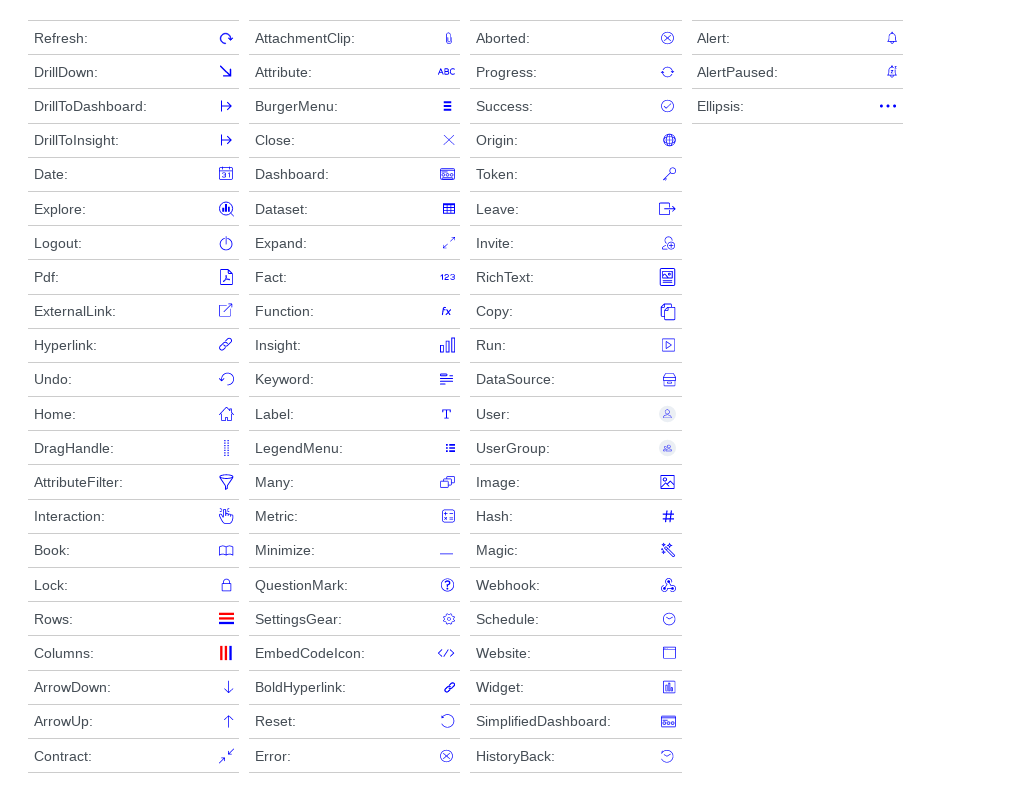 Refresh:
DrillDown:
DrillToDashboard:
DrillToInsight:
Date: 31
Explore:
Logout:
Pdf:
ExternalLink:
Hyperlink:
Undo:
Home:
DragHandle:
AttributeFilter:
Interaction:
Book:
Lock:
Rows:
Columns:
ArrowDown:
ArrowUp:
Contract:
AttachmentClip:
Attribute: ABC
BurgerMenu:
Close:
Dashboard:
Dataset:
Expand:
Fact: 123
Function: fx
Insight:
Keyword:
Label: T
LegendMenu:
Many:
Metric:
Minimize:
QuestionMark: ?
SettingsGear:
EmbedCodeIcon: </>
BoldHyperlink:
Reset:
Error:
Aborted:
Progress:
Success:
Origin:
Token:
Leave:
Invite:
RichText:
Copy:
Run:
DataSource:
User:
UserGroup:
Image:
Hash: #
Magic:
Webhook:
Schedule:
Website:
Widget:
SimplifiedDashboard:
HistoryBack:
Alert:
AlertPaused:
Ellipsis: